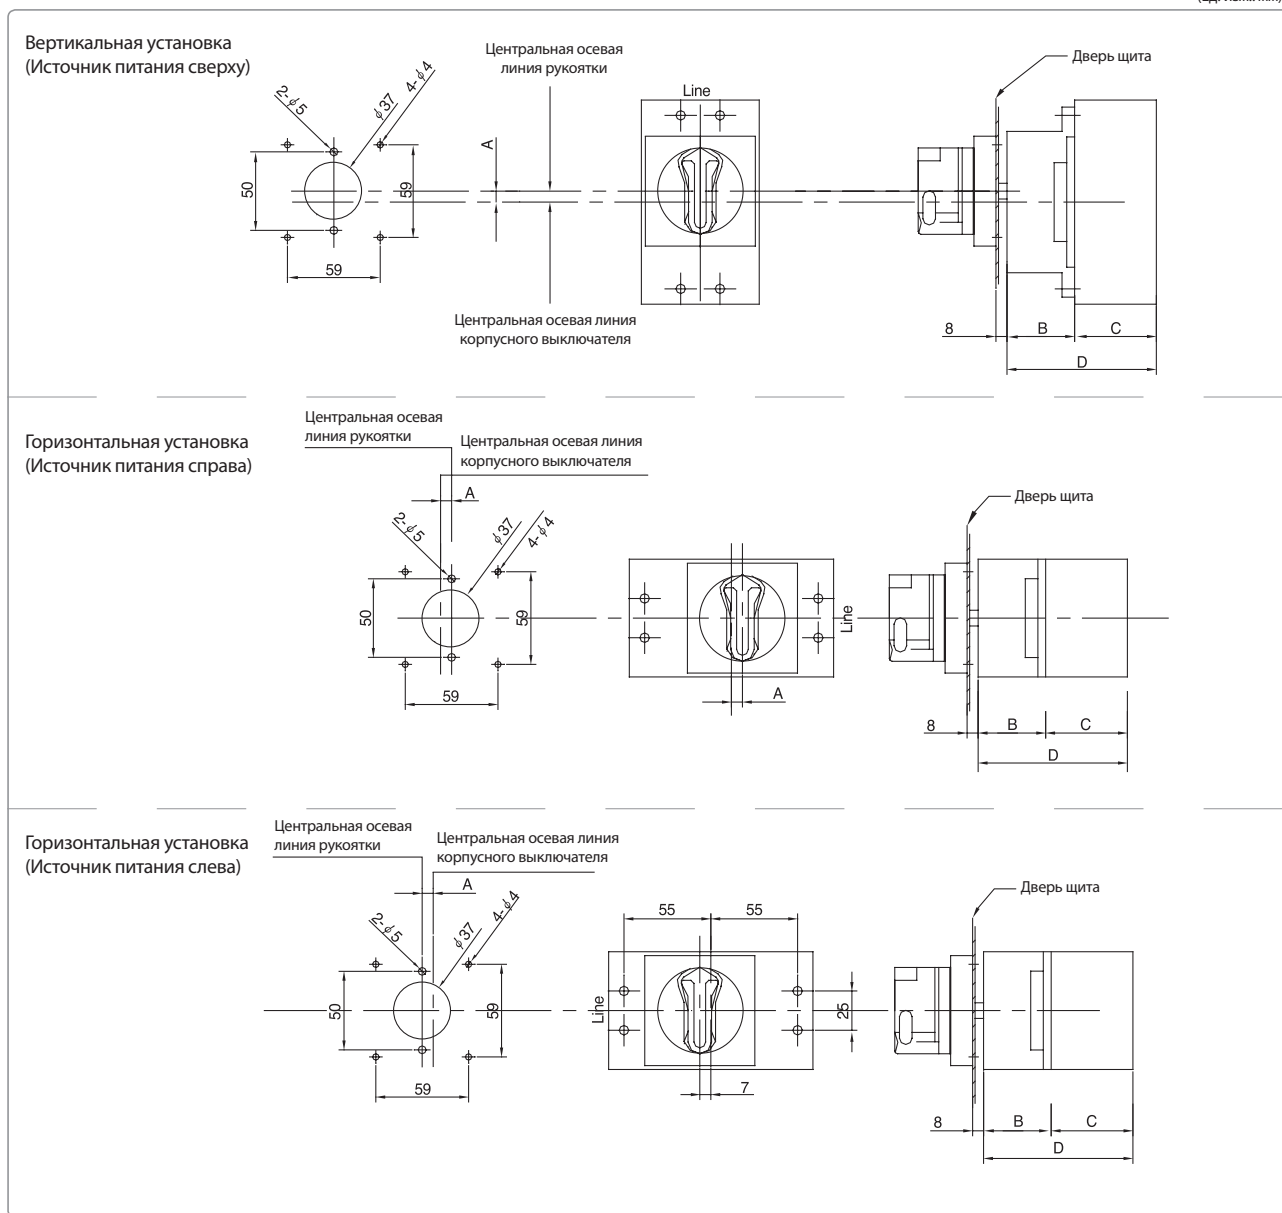 Вертикальная установка
(Источник питания сверху)
Центральная осевая
линия рукоятки
Line
Дверь щита
2-ϕ5
ϕ37
4-ϕ4
A
50
59
59
Центральная осевая линия
корпусного выключателя
8
B
C
D
Горизонтальная установка
(Источник питания справа)
Центральная осевая
линия рукоятки
Центральная осевая линия
корпусного выключателя
A
2-ϕ5
ϕ37
4-ϕ4
Дверь щита
50
59
59
Line
A
8
B
C
D
Горизонтальная установка
(Источник питания слева)
Центральная осевая
линия рукоятки
Центральная осевая линия
корпусного выключателя
A
2-ϕ5
ϕ37
4-ϕ4
55
55
Дверь щита
50
59
59
Line
25
7
8
B
C
D